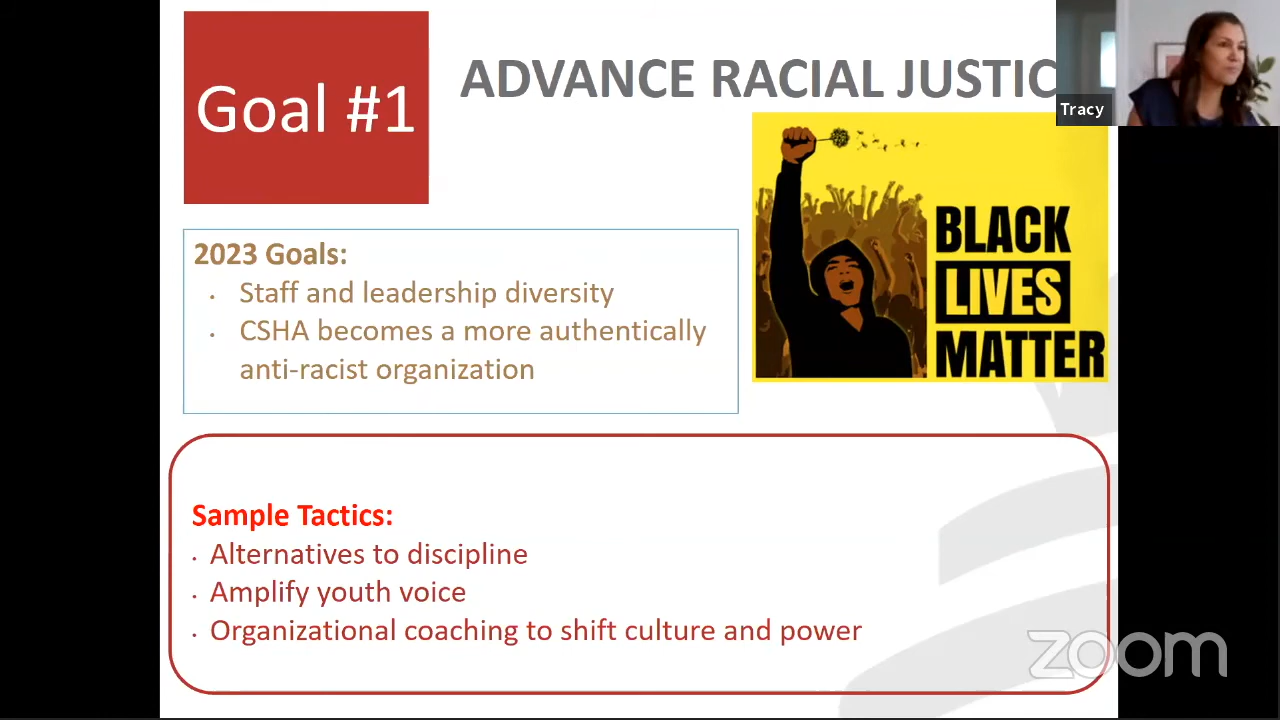 Goal #1
ADVANCE RACIAL JUSTIC
Tracy
BLACK
LIVES
MATTER
2023 Goals:
• Staff and leadership diversity
• CSHA becomes a more authentically
anti-racist organization
Sample Tactics:
• Alternatives to discipline
• Amplify youth voice
• Organizational coaching to shift culture and power
zoom